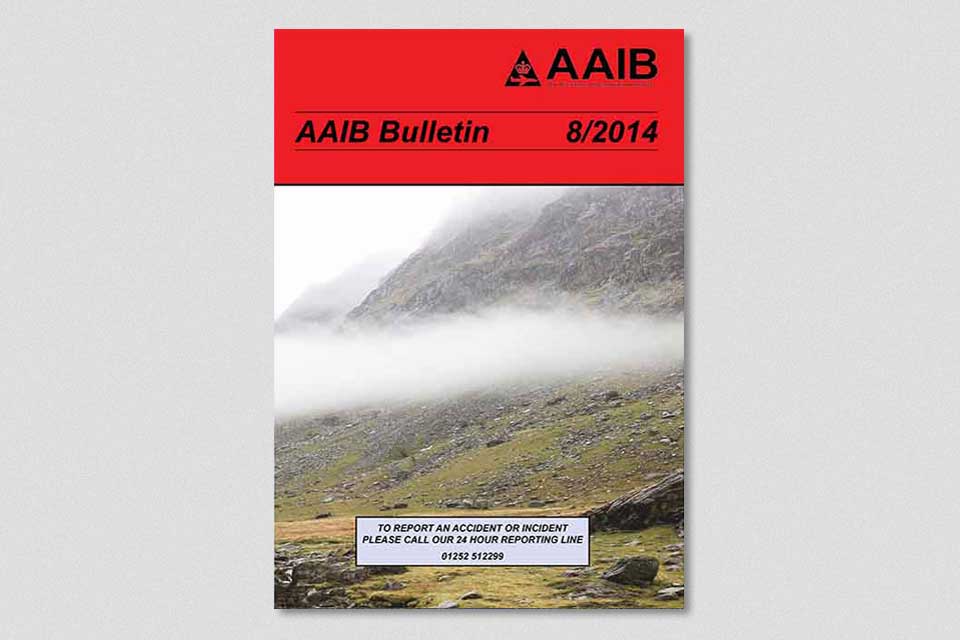 AAIB
AAIB Bulletin 8/2014
TO REPORT AN ACCIDENT OR INCIDENT
PLEASE CALL OUR 24 HOUR REPORTING LINE
01252 512299